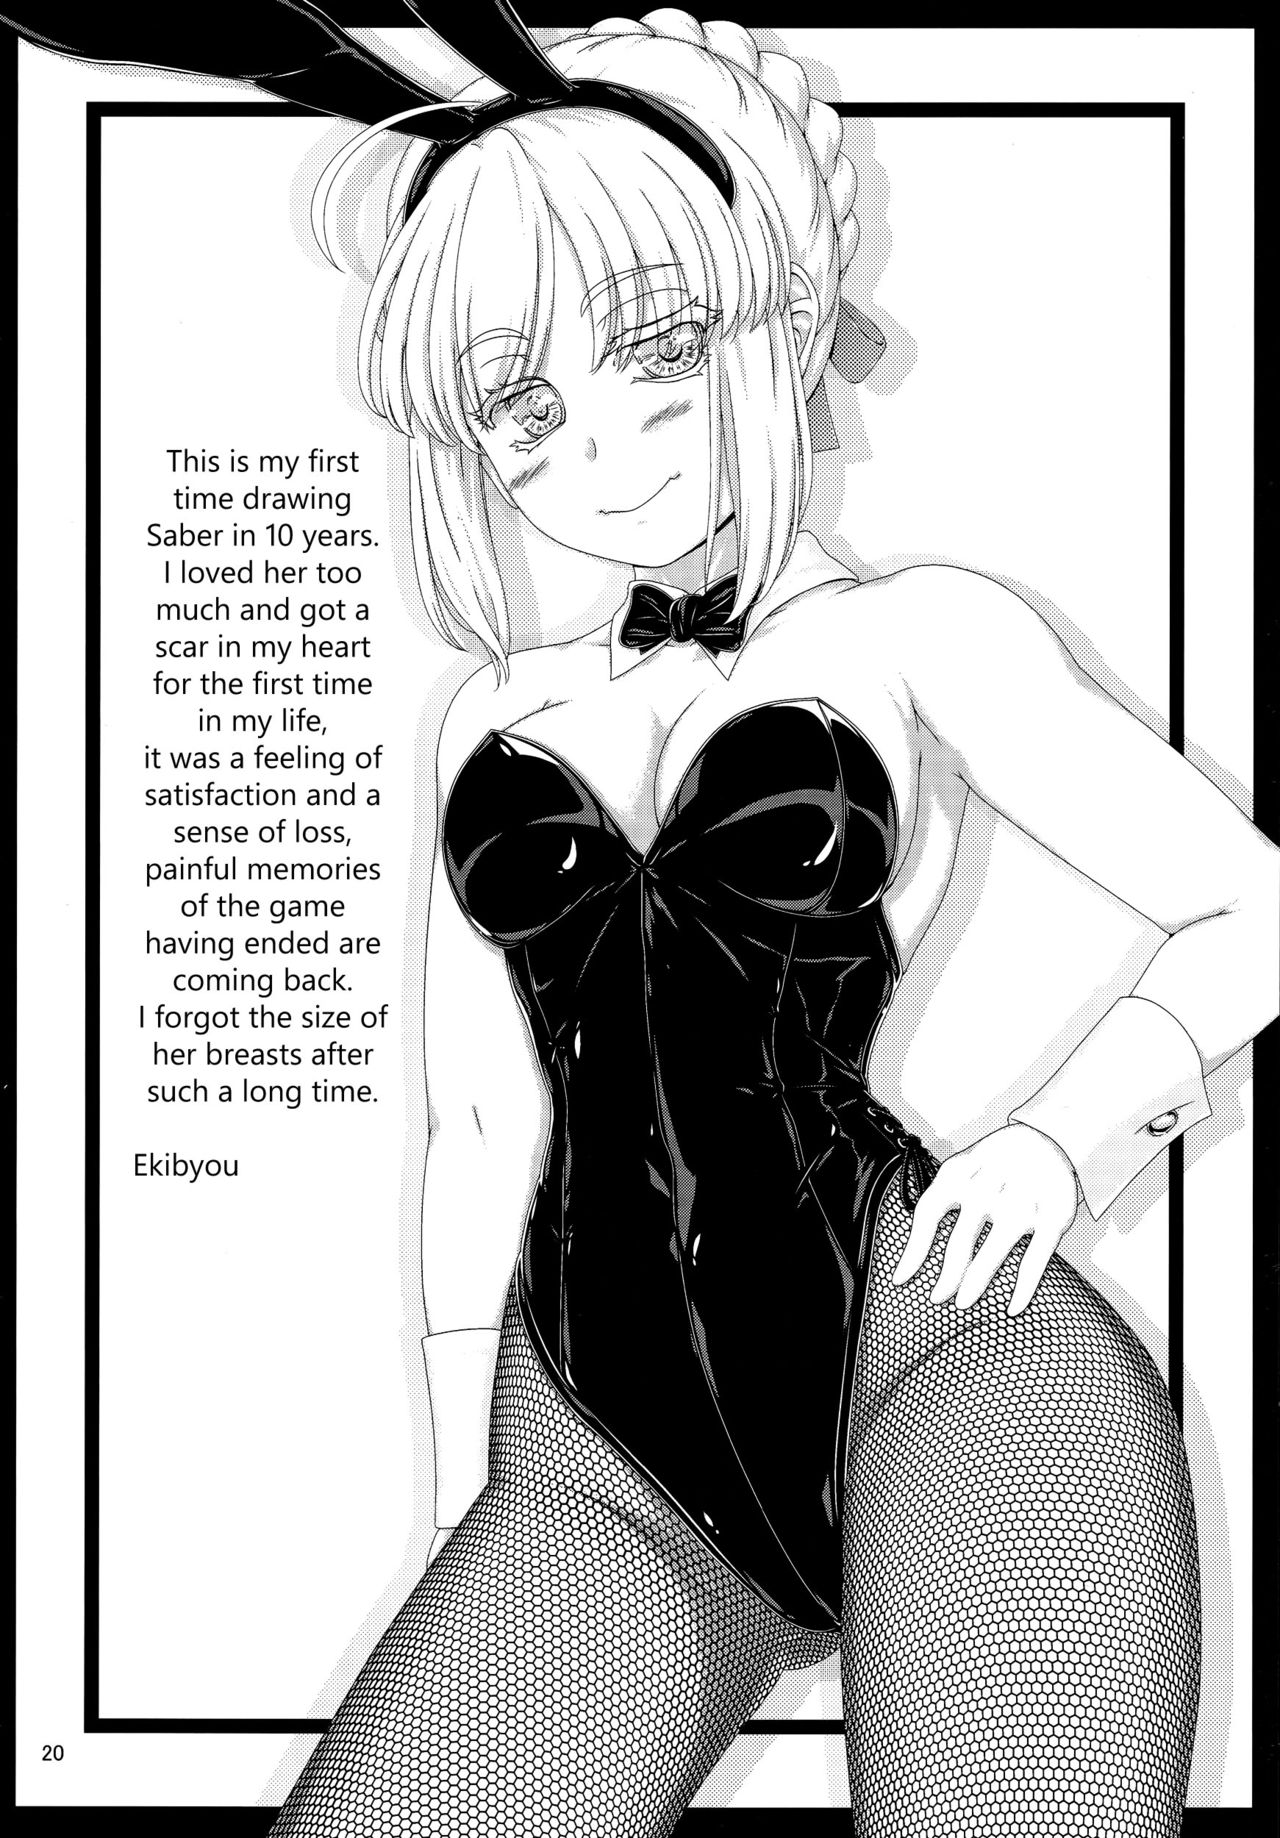 This is my first
time drawing
Saber in 10 years.
I loved her too
much and got a
scar in my heart
for the first time
in my life,
it was a feeling of
satisfaction and a
sense of loss,
painful memories
of the game
having ended are
coming back.
I forgot the size of
her breasts after
such a long time.
Ekibyou
20